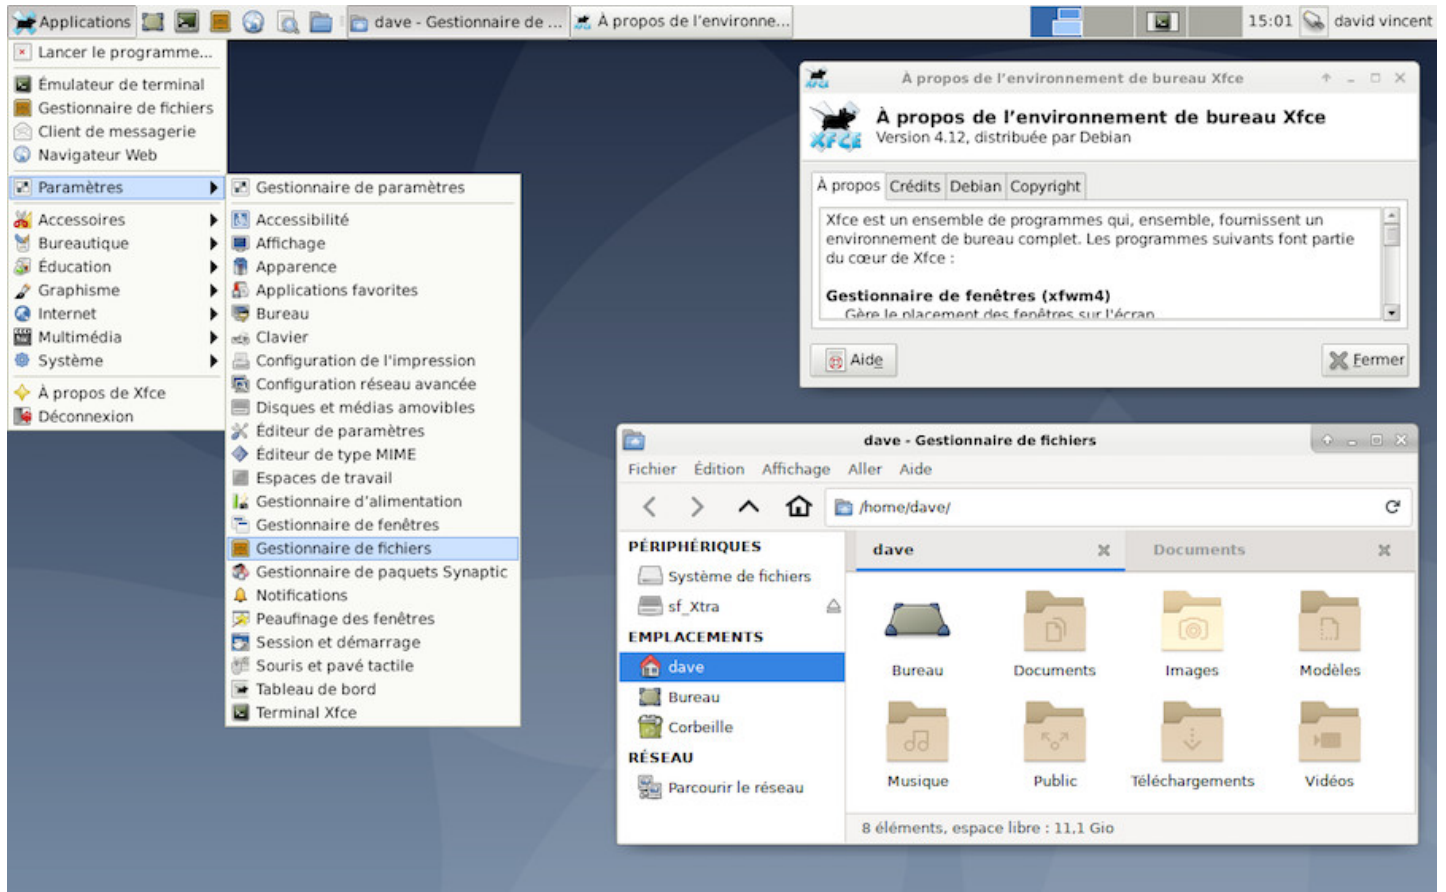 Applications
dave - Gestionnaire de ...
À propos de l'environne...
15:01
david vincent
Lancer le programme...
Émulateur de terminal
Gestionnaire de fichiers
Client de messagerie
Navigateur Web
Paramètres
Accessoires
Bureautique
Éducation
Graphisme
Internet
Multimédia
Système
À propos de Xfce
Déconnexion
Gestionnaire de paramètres
Accessibilité
Affichage
Apparence
Applications favorites
Bureau
Clavier
Configuration de l'impression
Configuration réseau avancée
Disques et médias amovibles
Éditeur de paramètres
Éditeur de type MIME
Espaces de travail
Gestionnaire d'alimentation
Gestionnaire de fenêtres
Gestionnaire de fichiers
Gestionnaire de paquets Synaptic
Notifications
Peaufinage des fenêtres
Session et démarrage
Souris et pavé tactile
Tableau de bord
Terminal Xfce
À propos de l'environnement de bureau Xfce
XFCE
À propos de l'environnement de bureau Xfce
Version 4.12, distribuée par Debian
À propos Crédits Debian Copyright
Xfce est un ensemble de programmes qui, ensemble, fournissent un
environnement de bureau complet. Les programmes suivants font partie
du cœur de Xfce :
Gestionnaire de fenêtres (xfwm4)
Gère le placement des fenêtres sur l'écran
Aide
Fermer
dave - Gestionnaire de fichiers
Fichier Édition Affichage Aller Aide
/home/dave/
PÉRIPHÉRIQUES
Système de fichiers
sf_Xtra
EMPLACEMENTS
dave
Bureau
Corbeille
RÉSEAU
Parcourir le réseau
dave
Documents
Bureau
Documents
Images
Modèles
Musique
Public
Téléchargements
Vidéos
8 éléments, espace libre : 11,1 Gio